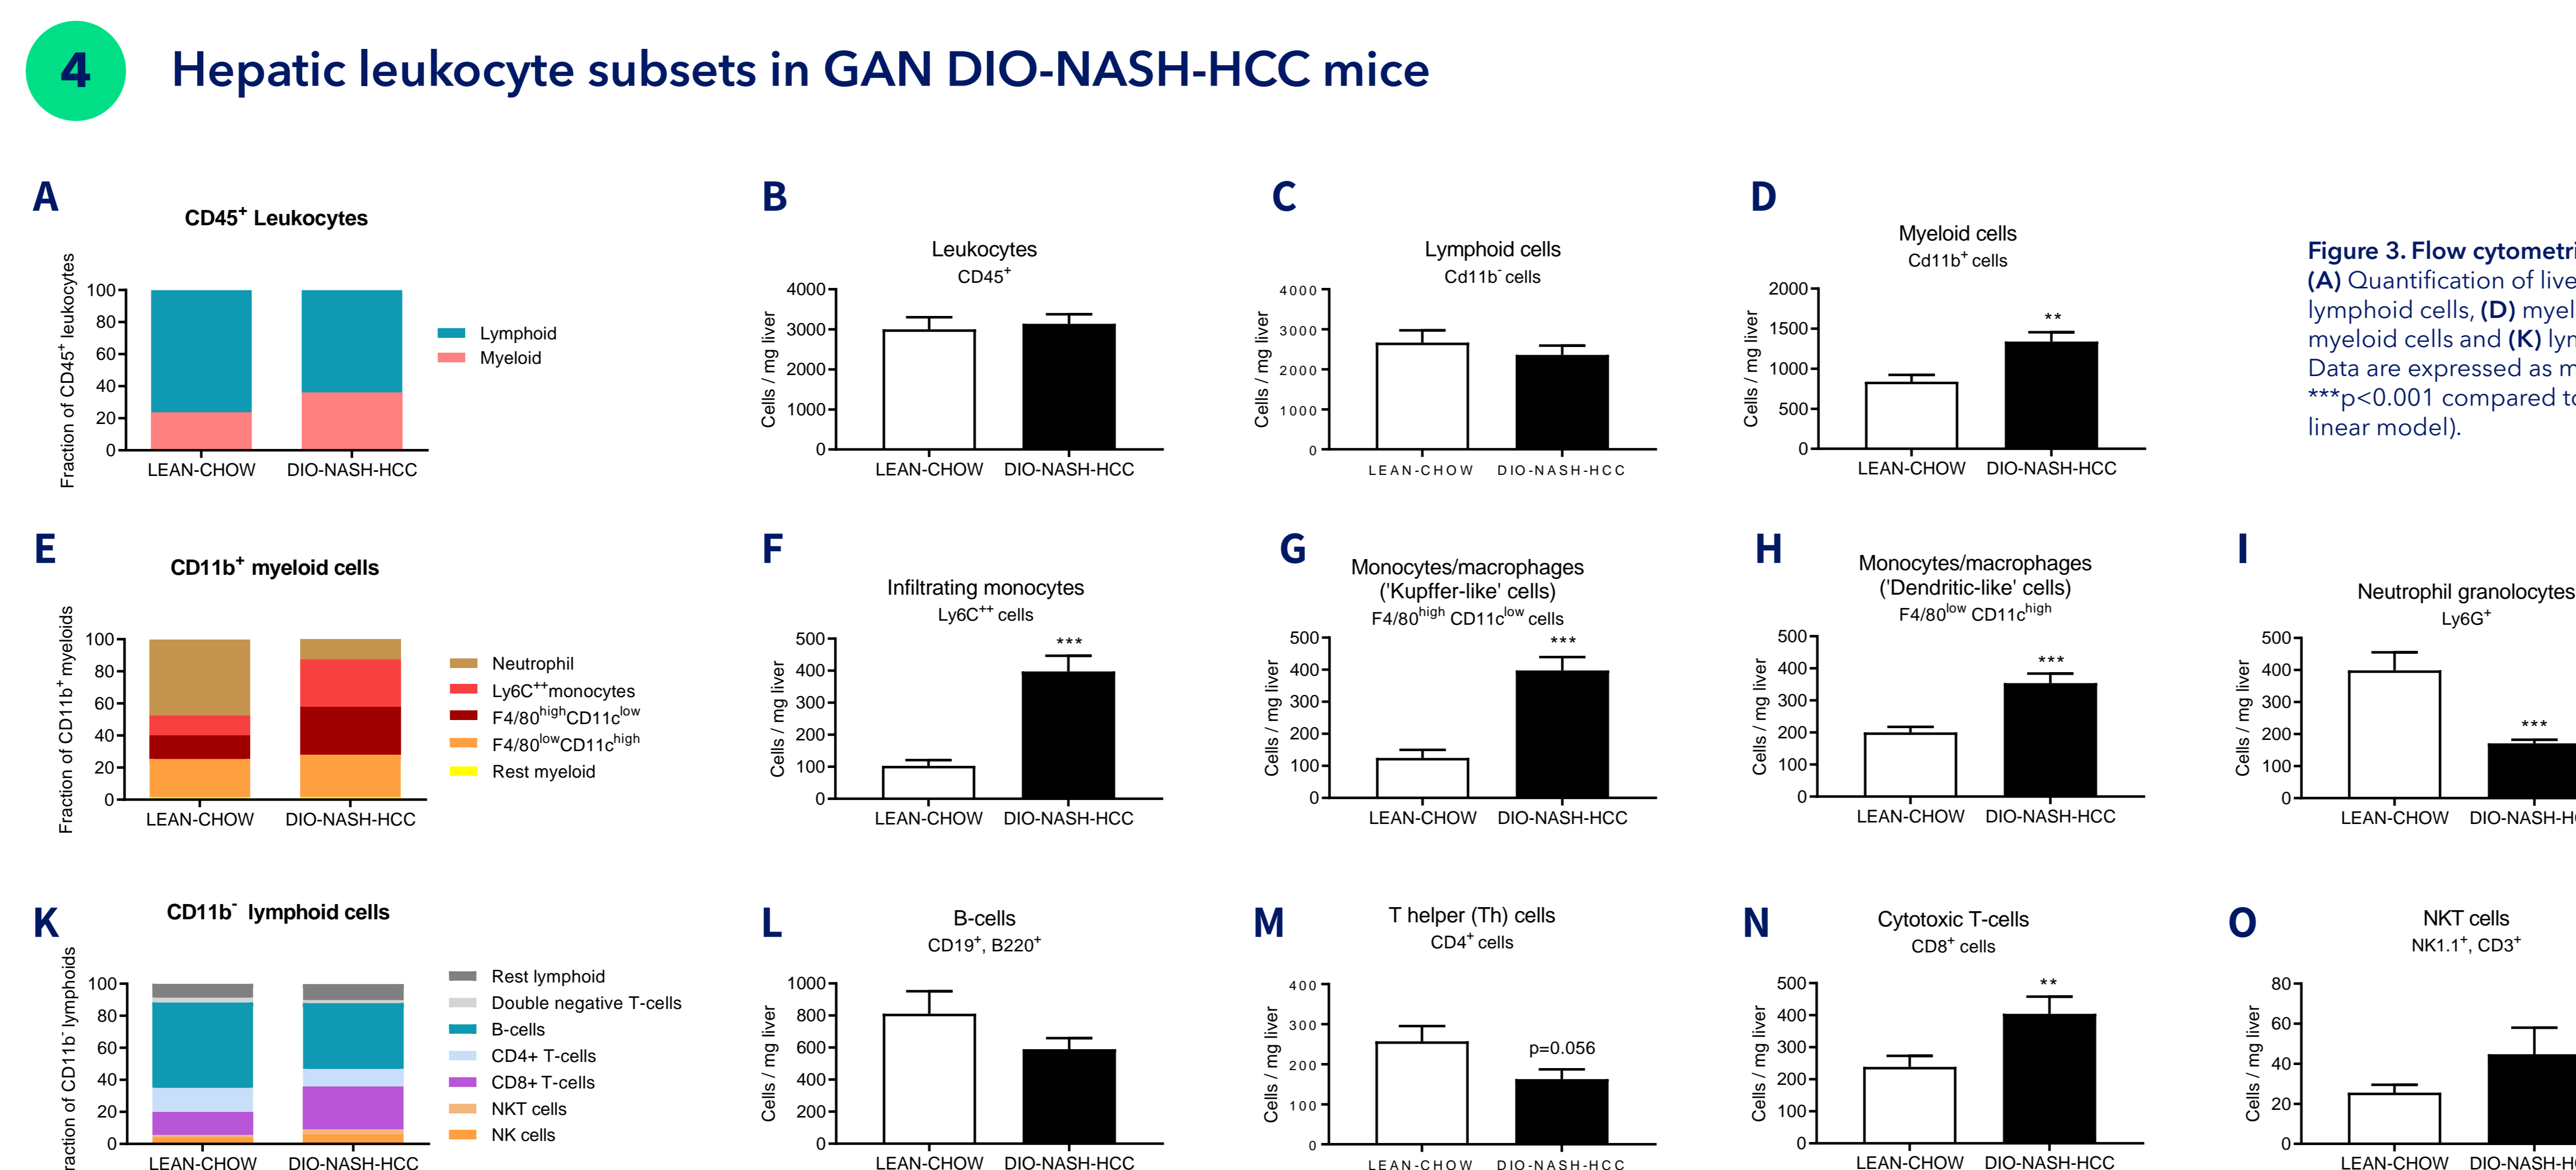 4
Hepatic leukocyte subsets in GAN DIO-NASH-HCC mice
A
CD45+ Leukocytes
Fraction of CD45+ leukocytes
100
80
60
40
20
0
LEAN-CHOW DIO-NASH-HCC
Lymphoid
Myeloid
B
Leukocytes
CD45+
Cells / mg liver
4000
3000
2000
1000
0
LEAN-CHOW DIO-NASH-HCC
C
Lymphoid cells
Cd11b- cells
Cells / mg liver
4000
3000
2000
1000
0
LEAN-CHOW DIO-NASH-HCC
D
Myeloid cells
Cd11b+ cells
Cells / mg liver
2000
1500
1000
500
0
**
LEAN-CHOW DIO-NASH-HCC
Figure 3. Flow cytometri
(A) Quantification of live
lymphoid cells, (D) myel
myeloid cells and (K) lym
Data are expressed as m
***p<0.001 compared to
linear model).
E
CD11b+ myeloid cells
Fraction of CD11b+ myeloids
100
80
60
40
20
0
LEAN-CHOW DIO-NASH-HCC
Neutrophil
Ly6C++monocytes
F4/80highCD11clow
F4/80lowCD11chigh
Rest myeloid
F
Infiltrating monocytes
Ly6C++ cells
Cells / mg liver
500
400
300
200
100
0
***
LEAN-CHOW DIO-NASH-HCC
G
Monocytes/macrophages
('Kupffer-like' cells)
F4/80high CD11clow cells
Cells / mg liver
500
400
300
200
100
0
***
LEAN-CHOW DIO-NASH-HCC
H
Monocytes/macrophages
('Dendritic-like' cells)
F4/80low CD11chigh
Cells / mg liver
500
400
300
200
100
0
***
LEAN-CHOW DIO-NASH-HCC
I
Neutrophil granolocytes
Ly6G+
Cells / mg liver
500
400
300
200
100
0
***
LEAN-CHOW DIO-NASH-H
K
CD11b- lymphoid cells
raction of CD11b- lymphoids
100
80
60
40
20
0
LEAN-CHOW DIO-NASH-HCC
Rest lymphoid
Double negative T-cells
B-cells
CD4+ T-cells
CD8+ T-cells
NKT cells
NK cells
L
B-cells
CD19+, B220+
Cells / mg liver
1000
800
600
400
200
0
LEAN-CHOW DIO-NASH-HCC
M
T helper (Th) cells
CD4+ cells
Cells / mg liver
400
300
200
100
0
p=0.056
LEAN-CHOW DIO-NASH-HCC
N
Cytotoxic T-cells
CD8+ cells
Cells / mg liver
500
400
300
200
100
0
**
LEAN-CHOW DIO-NASH-HCC
O
NKT cells
NK1.1+, CD3+
Cells / mg liver
80
60
40
20
0
LEAN-CHOW DIO-NASH-H